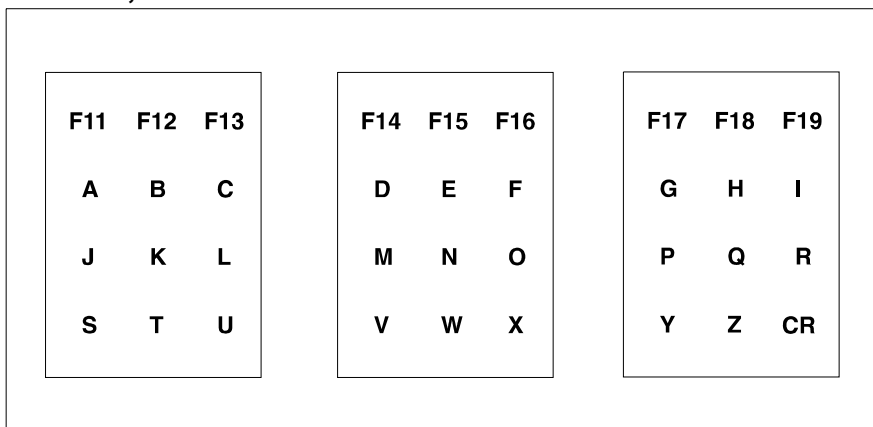 F11 F12 F13
A B C
J K L
S T U
F14 F15 F16
D E F
M N O
V W X
F17 F18 F19
G H I
P Q R
Y Z CR